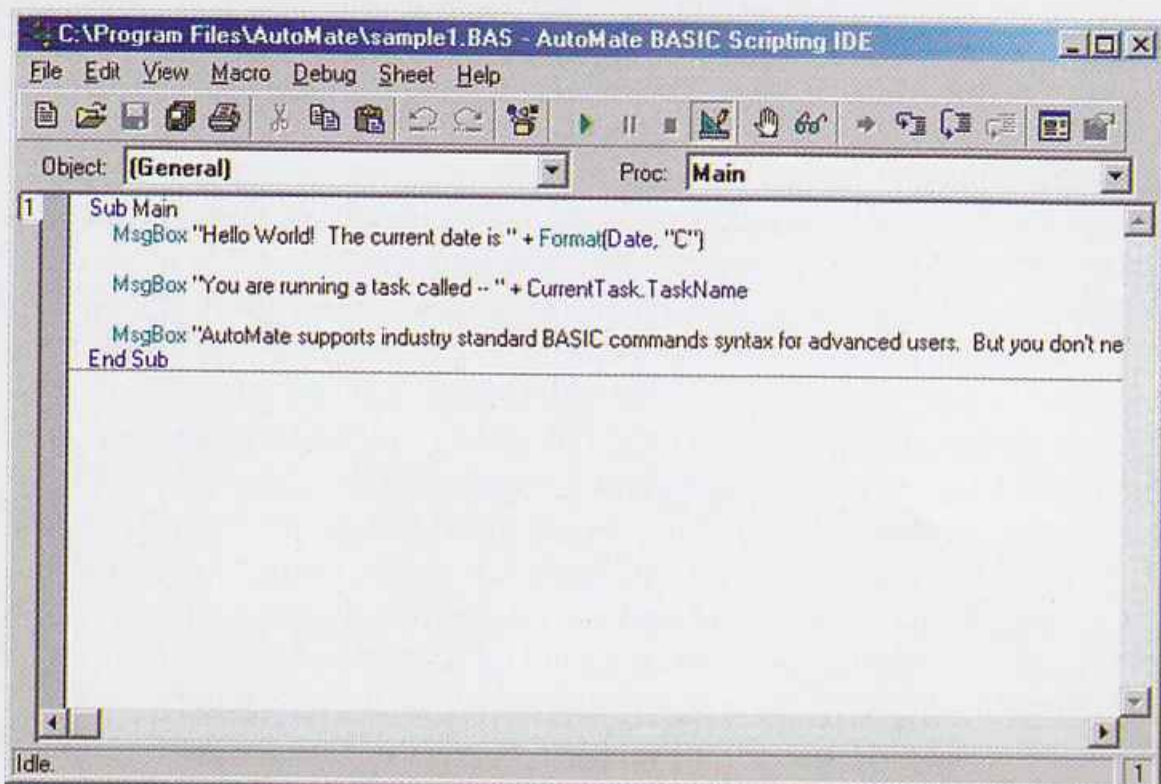 C:\Program Files\AutoMate\sample1.BAS - AutoMate BASIC Scripting IDE
File Edit View Macro Debug Sheet Help
Object: (General) Proc: Main
1
Sub Main
MsgBox "Hello World!  The current date is " + Format(Date, "C")
MsgBox "You are running a task called -- " + CurrentTask.TaskName
MsgBox "AutoMate supports industry standard BASIC commands syntax for advanced users.  But you don't ne
End Sub
Idle. 1